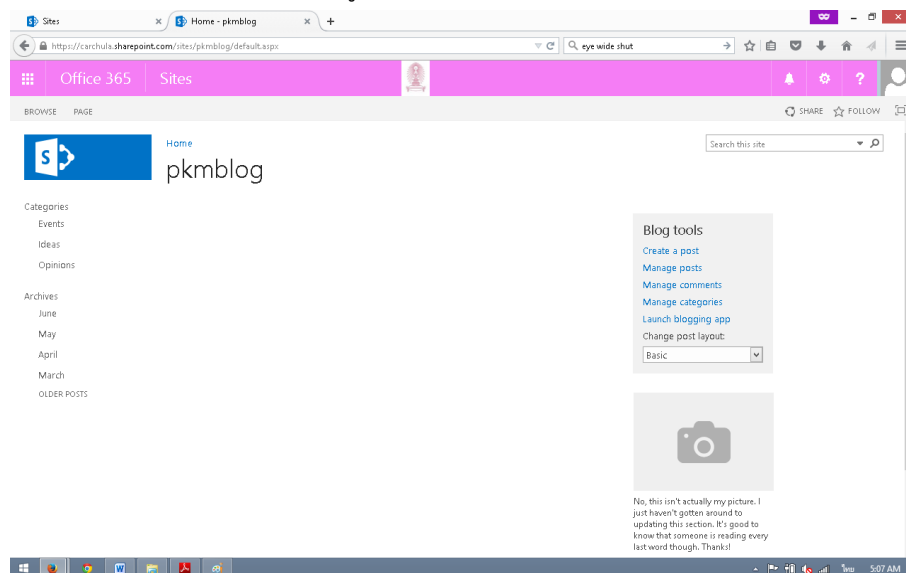 Sites
Home - pkmblog
https://carchula.sharepoint.com/sites/pkmblog/default.aspx
eye wide shut
Office 365
Sites
BROWSE PAGE
SHARE FOLLOW
S
Home
pkmblog
Search this site
Categories
Events
Ideas
Opinions
Archives
June
May
April
March
OLDER POSTS
Blog tools
Create a post
Manage posts
Manage comments
Manage categories
Launch blogging app
Change post layout:
Basic
No, this isn't actually my picture. I
just haven't gotten around to
updating this section. It's good to
know that someone is reading every
last word though. Thanks!
ไทย 5:07 AM